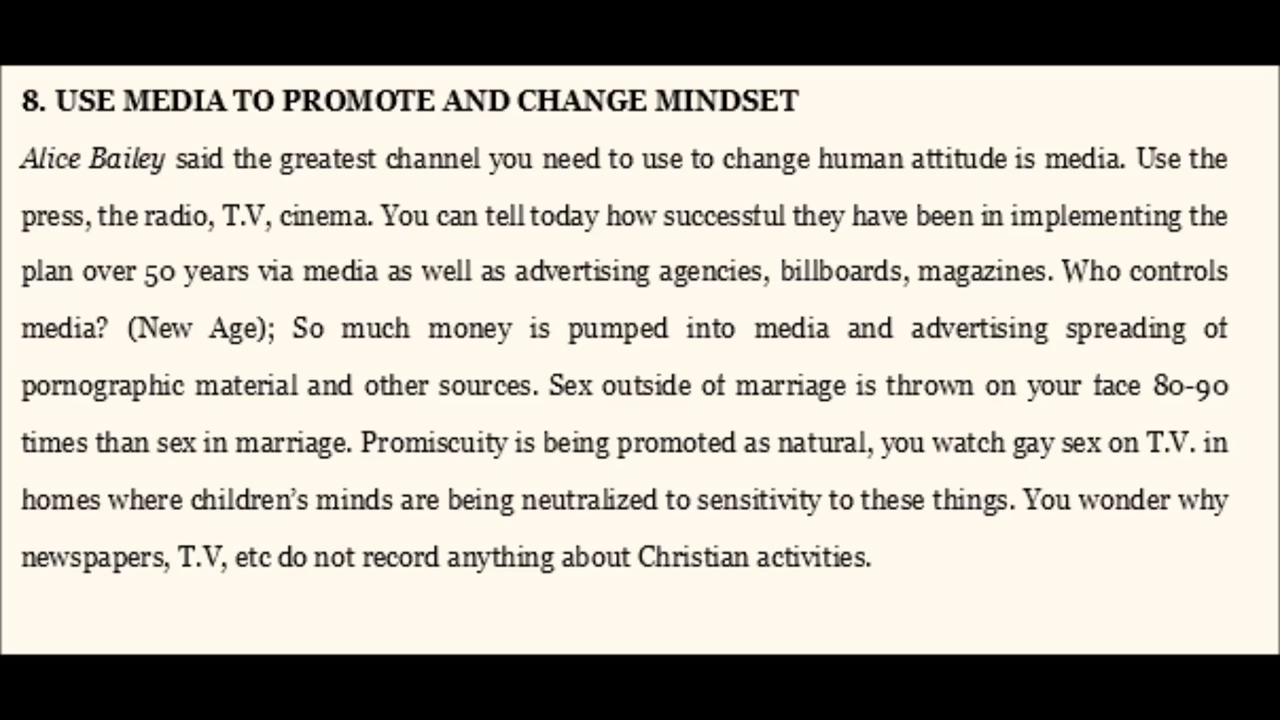 8. USE MEDIA TO PROMOTE AND CHANGE MINDSET
Alice Bailey said the greatest channel you need to use to change human attitude is media. Use the
press, the radio, T.V, cinema. You can tell today how successful they have been in implementing the
plan over 50 years via media as well as advertising agencies, billboards, magazines. Who controls
media? (New Age); So much money is pumped into media and advertising spreading of
pornographic material and other sources. Sex outside of marriage is thrown on your face 80-90
times than sex in marriage. Promiscuity is being promoted as natural, you watch gay sex on T.V. in
homes where children’s minds are being neutralized to sensitivity to these things. You wonder why
newspapers, T.V, etc do not record anything about Christian activities.